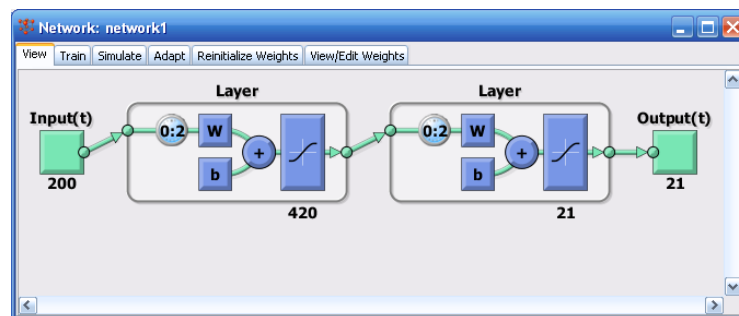 Network: network1
View Train Simulate Adapt Reinitialize Weights View/Edit Weights
Layer Layer
Input(t) Output(t)
0:2 W 0:2 W
+ +
b b
200 21
420 21